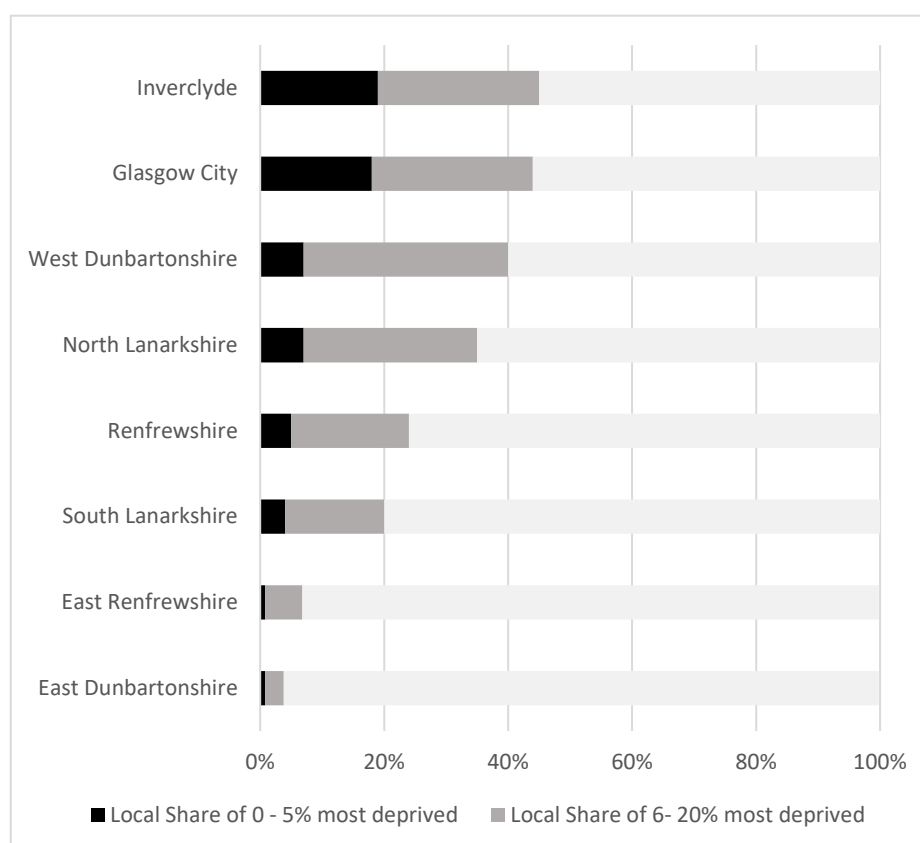 Inverclyde
Glasgow City
West Dunbartonshire
North Lanarkshire
Renfrewshire
South Lanarkshire
East Renfrewshire
East Dunbartonshire
0% 20% 40% 60% 80% 100%
Local Share of 0 - 5% most deprived Local Share of 6- 20% most deprived